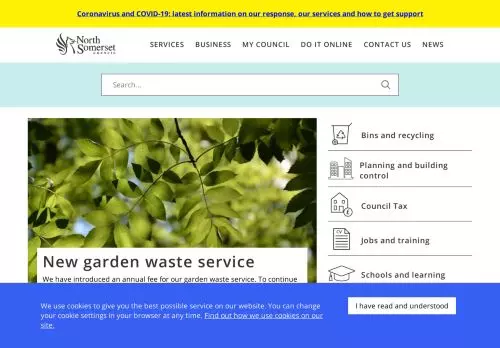 Coronavirus and COVID-19: latest information on our response, our services and how to get support
North
Somerset
COUNCIL
SERVICES BUSINESS MY COUNCIL DO IT ONLINE CONTACT US NEWS
Search...
Bins and recycling
Planning and building
control
£
Council Tax
CV
Jobs and training
Schools and learning
New garden waste service
We have introduced an annual fee for our garden waste service. To continue
We use cookies to give you the best possible service on our website. You can change
your cookie settings in your browser at any time. Find out how we use cookies on our
site.
I have read and understood